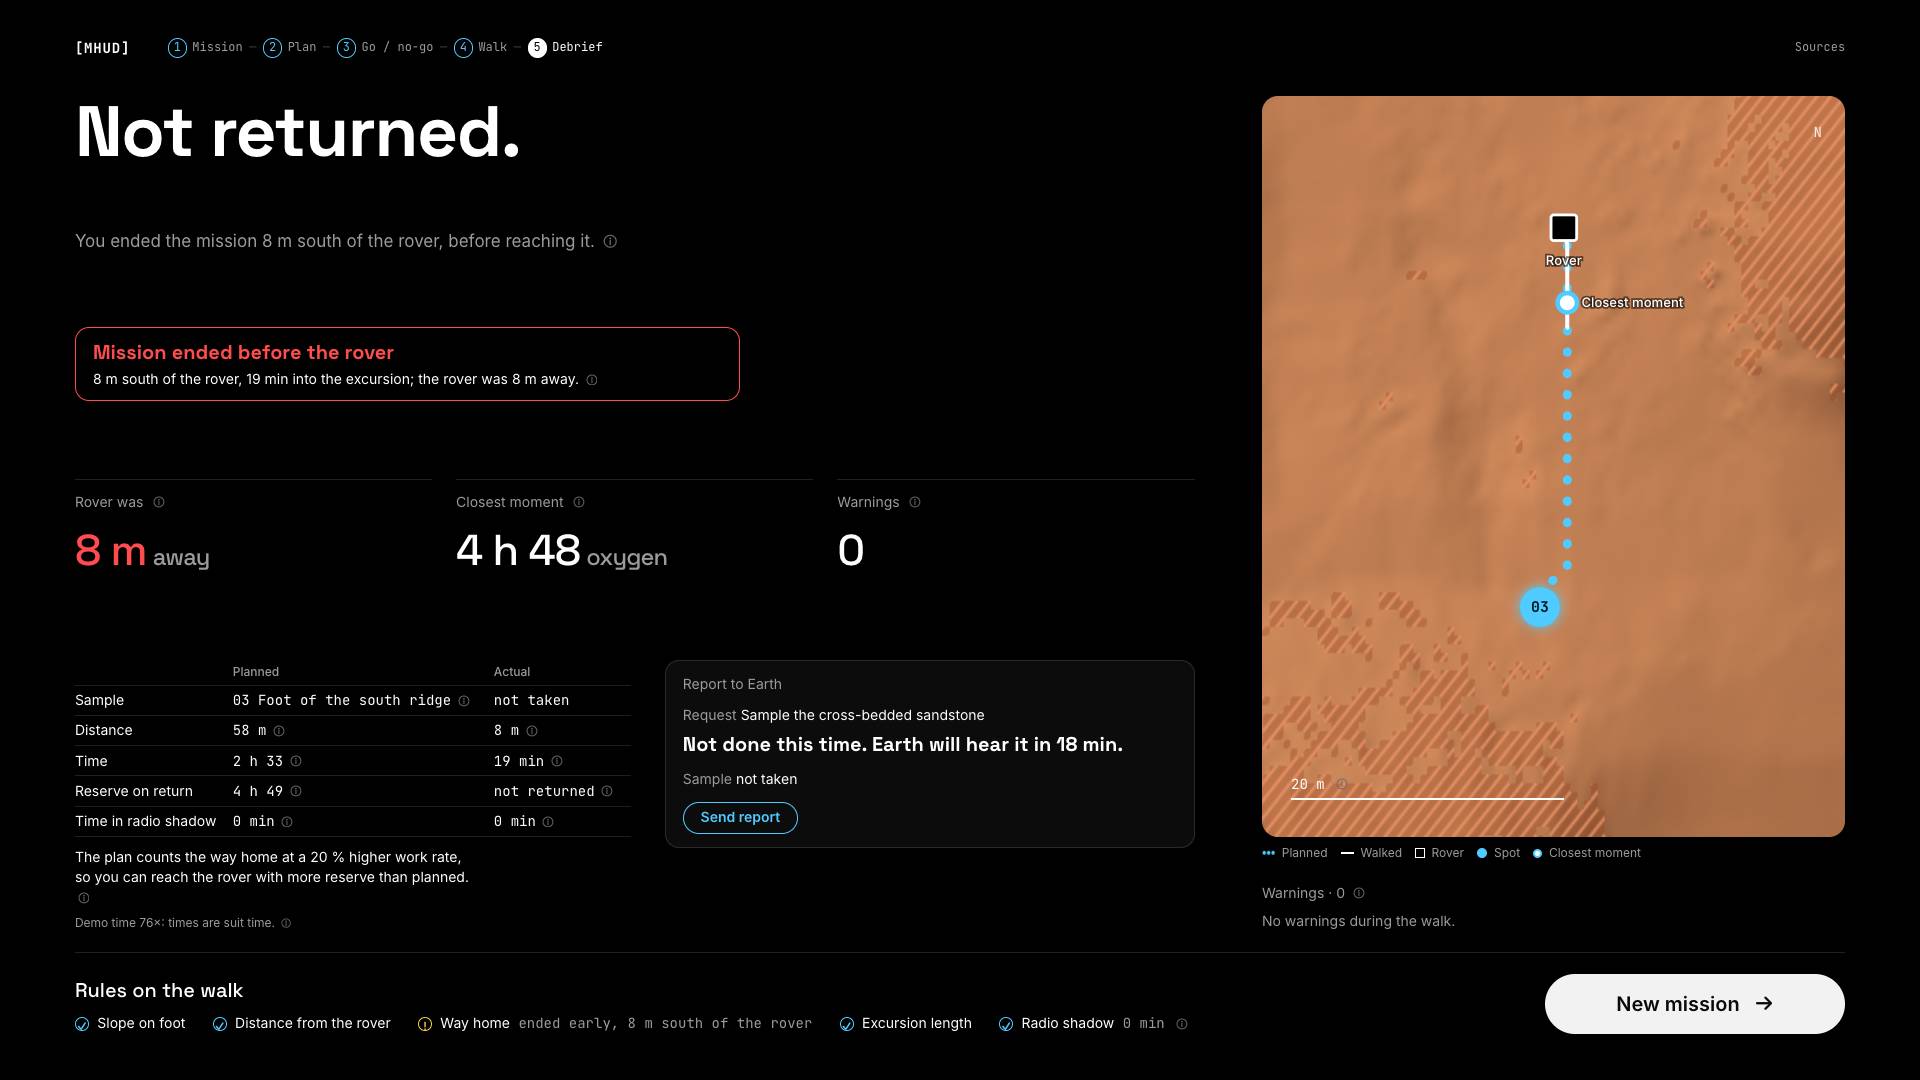 [MHUD] 1 Mission — 2 Plan — 3 Go / no-go — 4 Walk — 5 Debrief Sources
Not returned.
You ended the mission 8 m south of the rover, before reaching it.
Mission ended before the rover
8 m south of the rover, 19 min into the excursion; the rover was 8 m away.
Rover was
8 m away
Closest moment
4 h 48 oxygen
Warnings
0
Planned Actual
Sample 03 Foot of the south ridge not taken
Distance 58 m 8 m
Time 2 h 33 19 min
Reserve on return 4 h 49 not returned
Time in radio shadow 0 min 0 min
The plan counts the way home at a 20 % higher work rate,
so you can reach the rover with more reserve than planned.
Demo time 76×: times are suit time.
Report to Earth
Request Sample the cross-bedded sandstone
Not done this time. Earth will hear it in 18 min.
Sample not taken
Send report
N
Rover
Closest moment
03
20 m
Planned Walked Rover Spot Closest moment
Warnings · 0
No warnings during the walk.
Rules on the walk
Slope on foot Distance from the rover Way home ended early, 8 m south of the rover Excursion length Radio shadow 0 min
New mission →